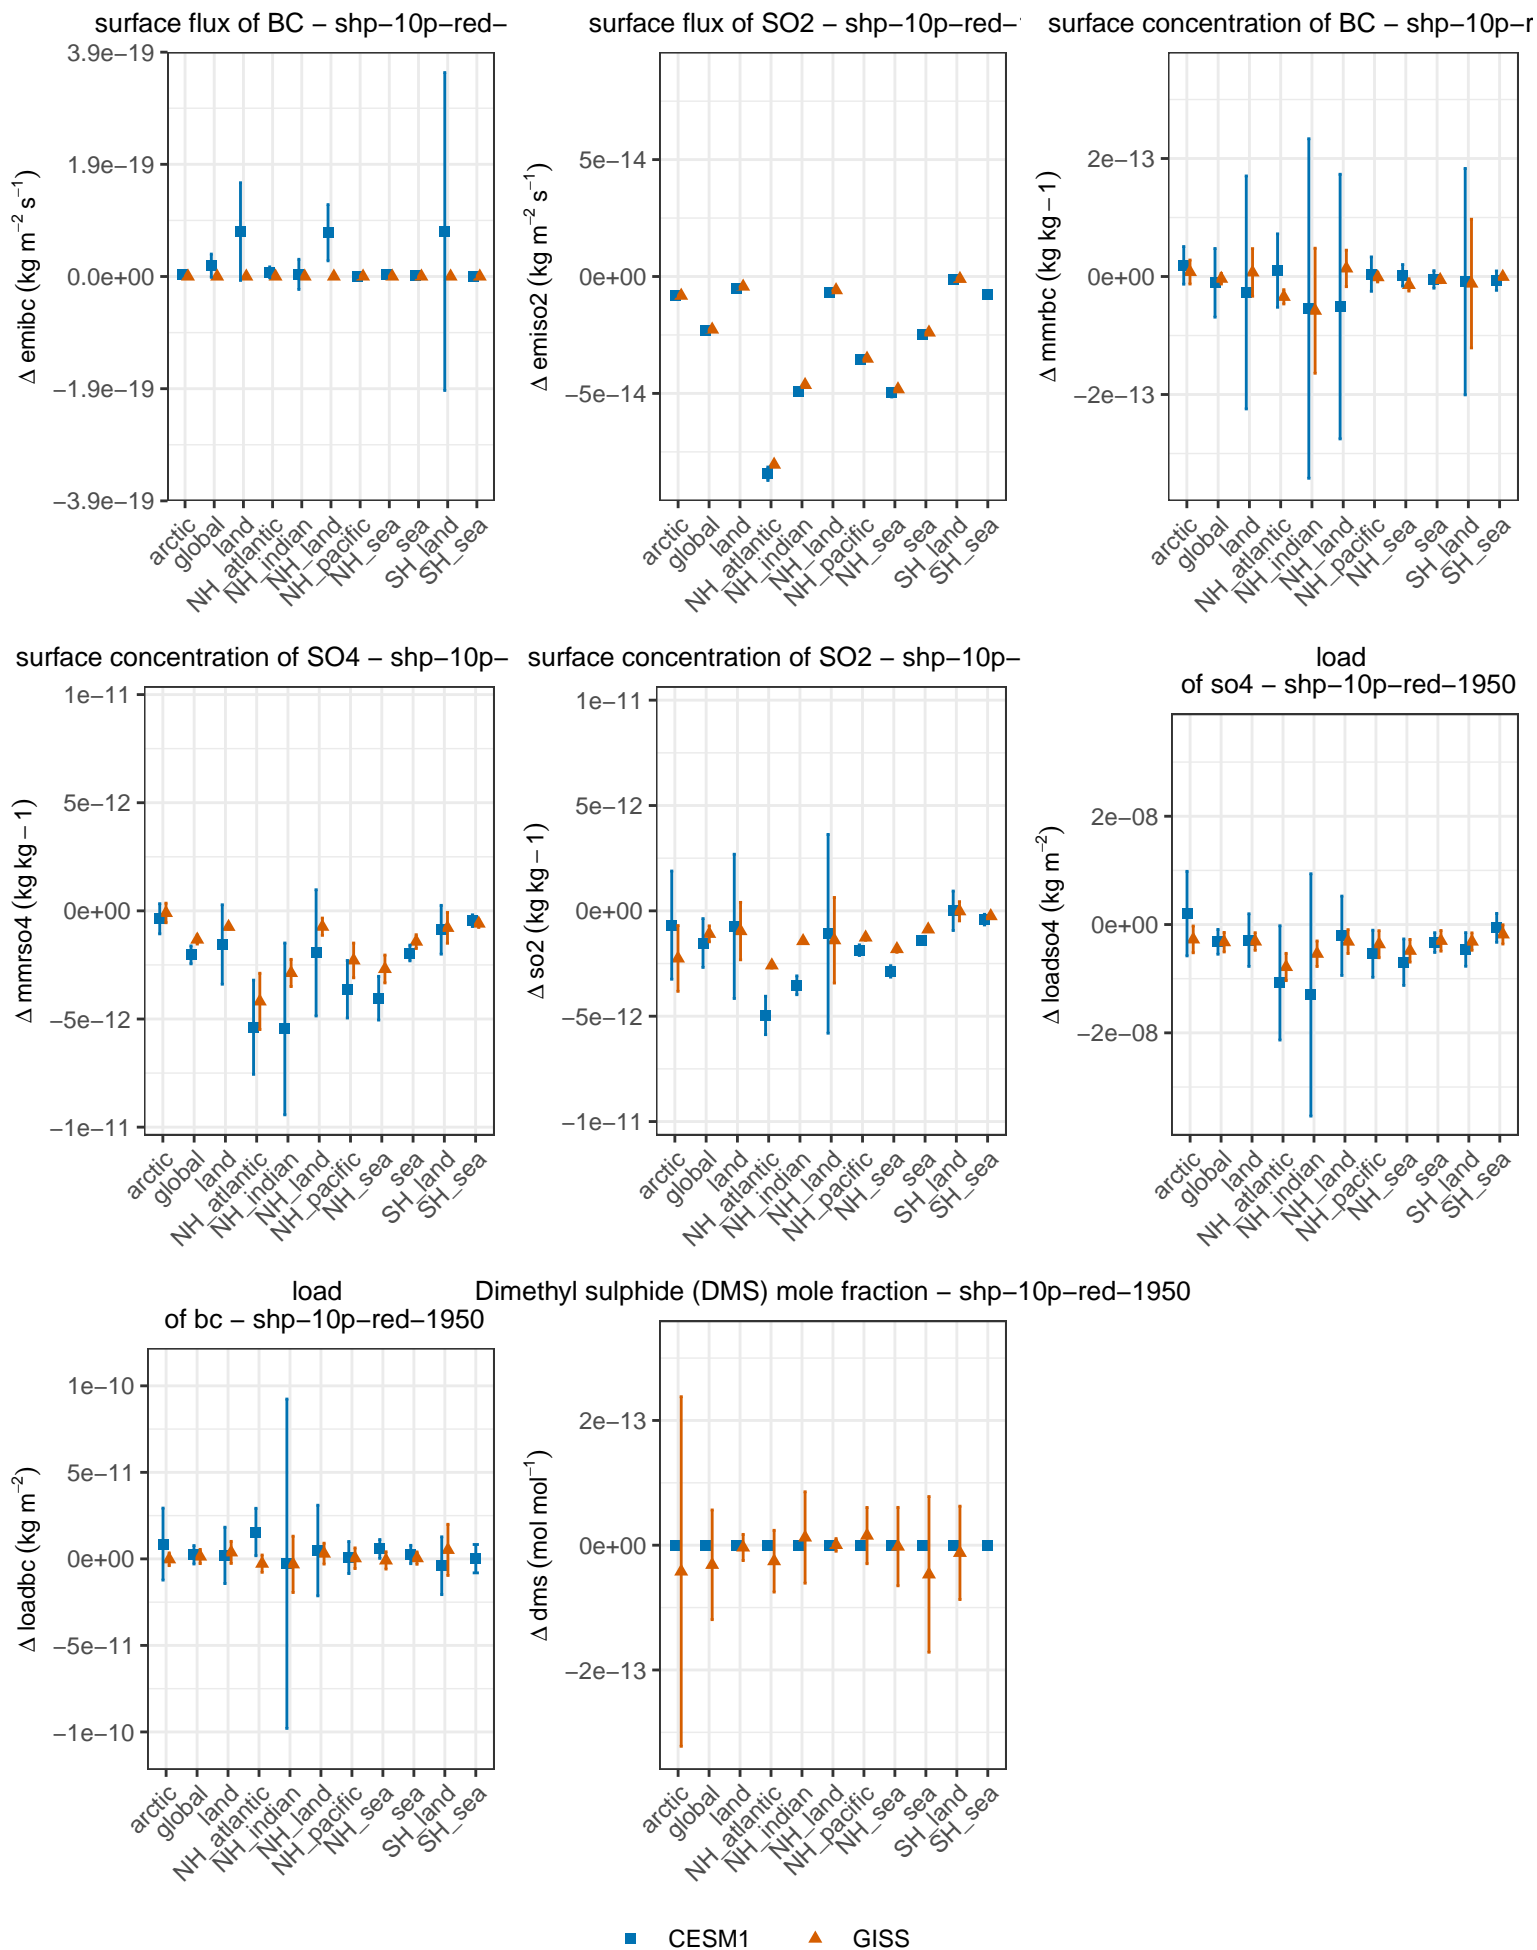 surface flux of BC − shp−10p−red−
surface flux of SO2 − shp−10p−red−
surface concentration of BC − shp−10p−r
Δ emibc (kg m⁻² s⁻¹)
3.9e−19
1.9e−19
0.0e+00
−1.9e−19
−3.9e−19
arctic
global
land
NH_atlantic
NH_indian
NH_land
NH_pacific
NH_sea
sea
SH_land
SH_sea
Δ emiso2 (kg m⁻² s⁻¹)
5e−14
0e+00
−5e−14
arctic
global
land
NH_atlantic
NH_indian
NH_land
NH_pacific
NH_sea
sea
SH_land
SH_sea
Δ mmrbc (kg kg − 1)
2e−13
0e+00
−2e−13
arctic
global
land
NH_atlantic
NH_indian
NH_land
NH_pacific
NH_sea
sea
SH_land
SH_sea
surface concentration of SO4 − shp−10p−
surface concentration of SO2 − shp−10p−
load
of so4 − shp−10p−red−1950
Δ mmrso4 (kg kg − 1)
1e−11
5e−12
0e+00
−5e−12
−1e−11
arctic
global
land
NH_atlantic
NH_indian
NH_land
NH_pacific
NH_sea
sea
SH_land
SH_sea
Δ so2 (kg kg − 1)
1e−11
5e−12
0e+00
−5e−12
−1e−11
arctic
global
land
NH_atlantic
NH_indian
NH_land
NH_pacific
NH_sea
sea
SH_land
SH_sea
Δ loadso4 (kg m⁻²)
2e−08
0e+00
−2e−08
arctic
global
land
NH_atlantic
NH_indian
NH_land
NH_pacific
NH_sea
sea
SH_land
SH_sea
load
of bc − shp−10p−red−1950
Dimethyl sulphide (DMS) mole fraction − shp−10p−red−1950
Δ loadbc (kg m⁻²)
1e−10
5e−11
0e+00
−5e−11
−1e−10
arctic
global
land
NH_atlantic
NH_indian
NH_land
NH_pacific
NH_sea
sea
SH_land
SH_sea
Δ dms (mol mol⁻¹)
2e−13
0e+00
−2e−13
arctic
global
land
NH_atlantic
NH_indian
NH_land
NH_pacific
NH_sea
sea
SH_land
SH_sea
CESM1
GISS